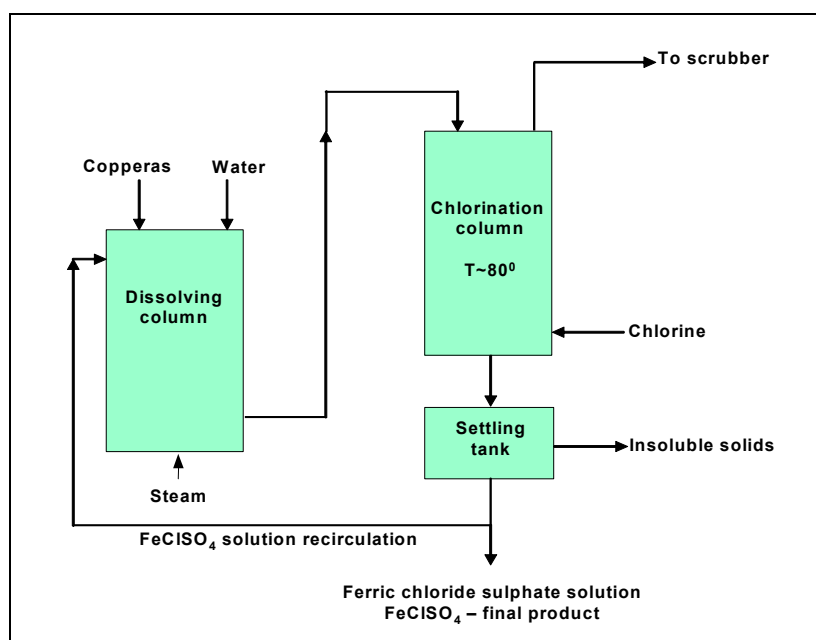 To scrubber
Copperas
Water
Chlorination
column
T~80⁰
Dissolving
column
Chlorine
Settling
tank
Insoluble solids
Steam
FeClSO₄ solution recirculation
Ferric chloride sulphate solution
FeClSO₄ – final product